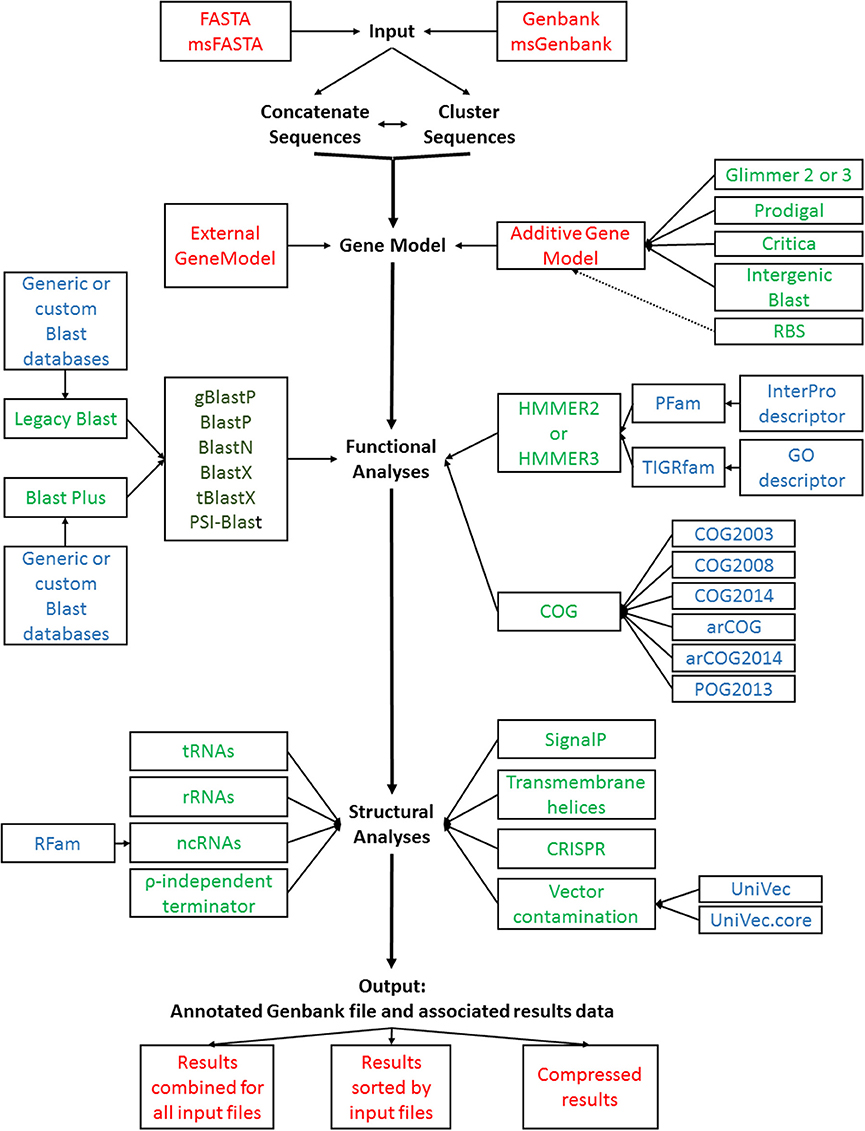 FASTA
msFASTA
Input
Genbank
msGenbank
Concatenate
Sequences
Cluster
Sequences
External
GeneModel
Gene Model
Additive Gene
Model
Glimmer 2 or 3
Prodigal
Critica
Intergenic
Blast
RBS
Generic or
custom
Blast
databases
Legacy Blast
Blast Plus
Generic or
custom
Blast
databases
gBlastP
BlastP
BlastN
BlastX
tBlastX
PSI-Blast
Functional
Analyses
HMMER2
or
HMMER3
PFam
TIGRfam
InterPro
descriptor
GO
descriptor
COG
COG2003
COG2008
COG2014
arCOG
arCOG2014
POG2013
tRNAs
rRNAs
RFam
ncRNAs
ρ-independent
terminator
Structural
Analyses
SignalP
Transmembrane
helices
CRISPR
Vector
contamination
UniVec
UniVec.core
Output:
Annotated Genbank file and associated results data
Results
combined for
all input files
Results
sorted by
input files
Compressed
results